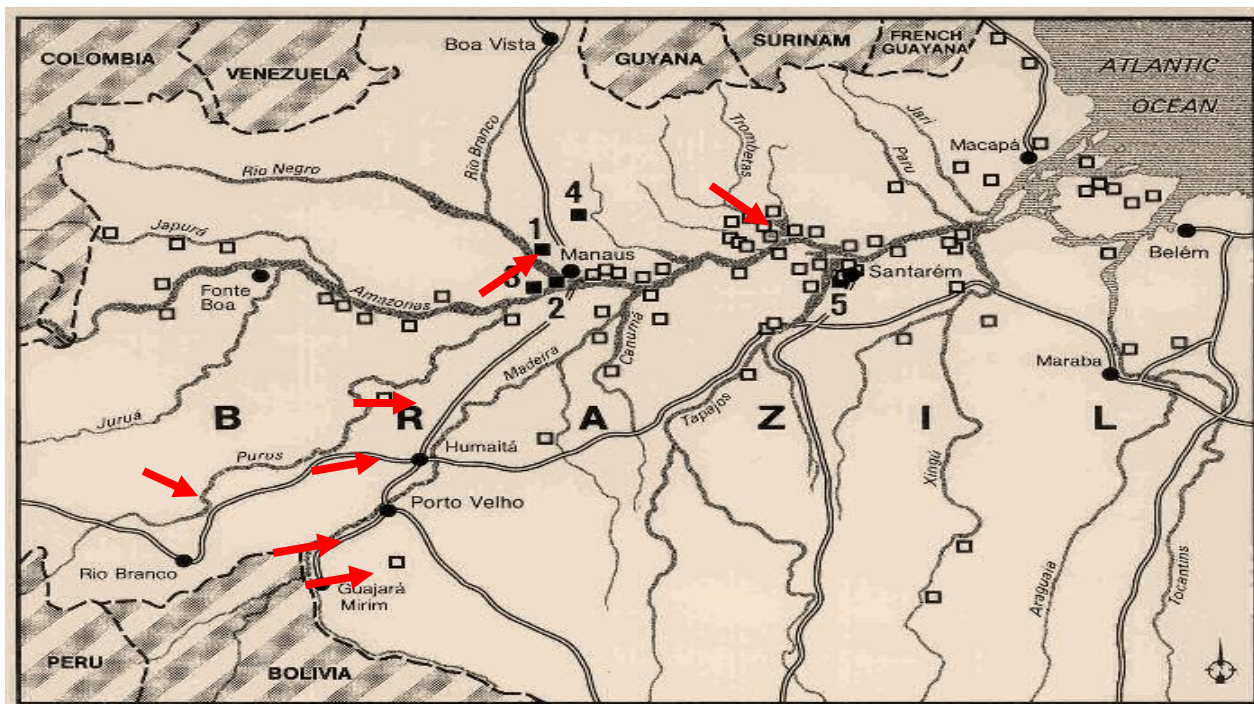 COLOMBIA
VENEZUELA
Boa Vista
GUYANA
SURINAM
FRENCH
GUAYANA
ATLANTIC
OCEAN
Rio Negro
Rio Branco
Trombetas
Paru
Jari
Macapá
Japurá
4
1
Manaus
3
2
Fonte
Boa
Amazonas
Santarém
5
Belém
Canumá
Madeira
Maraba
Juruá
B R A Z I L
Tapajos
Purus
Humaitá
Xingú
Porto Velho
Rio Branco
Guajará
Mirim
Araguaia
Tocantins
PERU
BOLIVIA